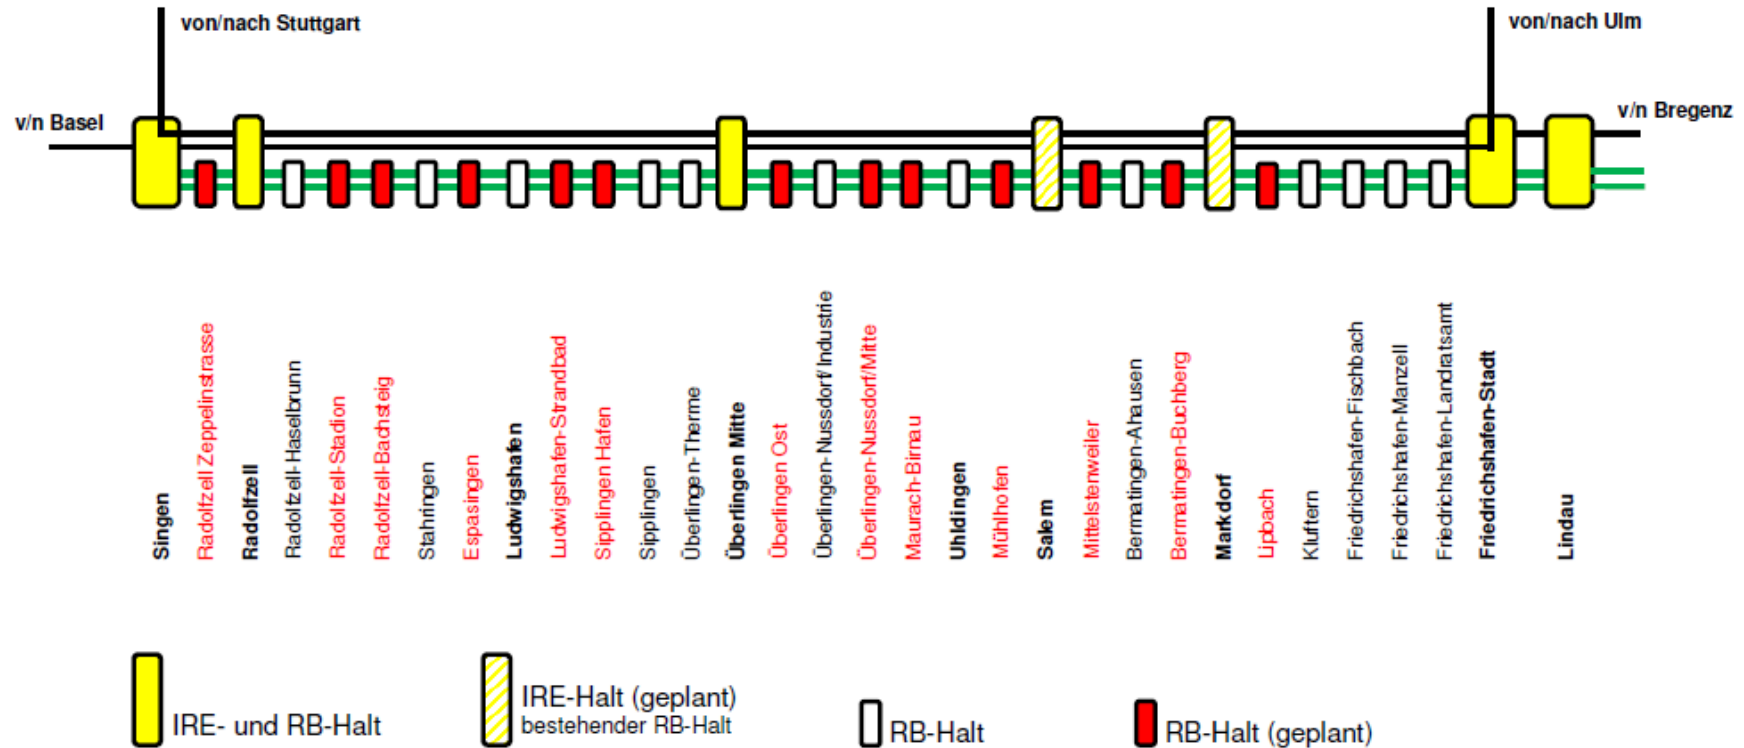 von/nach Stuttgart
von/nach Ulm
v/n Basel
v/n Bregenz
Singen
Radolfzell Zeppelinstrasse
Radolfzell
Radolfzell-Haselbrunn
Radolfzell-Stadion
Radolfzell-Bachsteig
Stahringen
Espasingen
Ludwigshafen
Ludwigshafen-Strandbad
Sipplingen Hafen
Sipplingen
Überlingen-Therme
Überlingen Mitte
Überlingen Ost
Überlingen-Nussdorf/Industrie
Überlingen-Nussdorf/Mitte
Maurach-Birnau
Uhldingen
Mühlhofen
Salem
Mittelstenweiler
Bermatingen-Ahausen
Bermatingen-Buchberg
Markdorf
Lipbach
Kluftern
Friedrichshafen-Fischbach
Friedrichshafen-Manzell
Friedrichshafen-Landratsamt
Friedrichshafen-Stadt
Lindau
IRE- und RB-Halt
IRE-Halt (geplant)
bestehender RB-Halt
RB-Halt
RB-Halt (geplant)